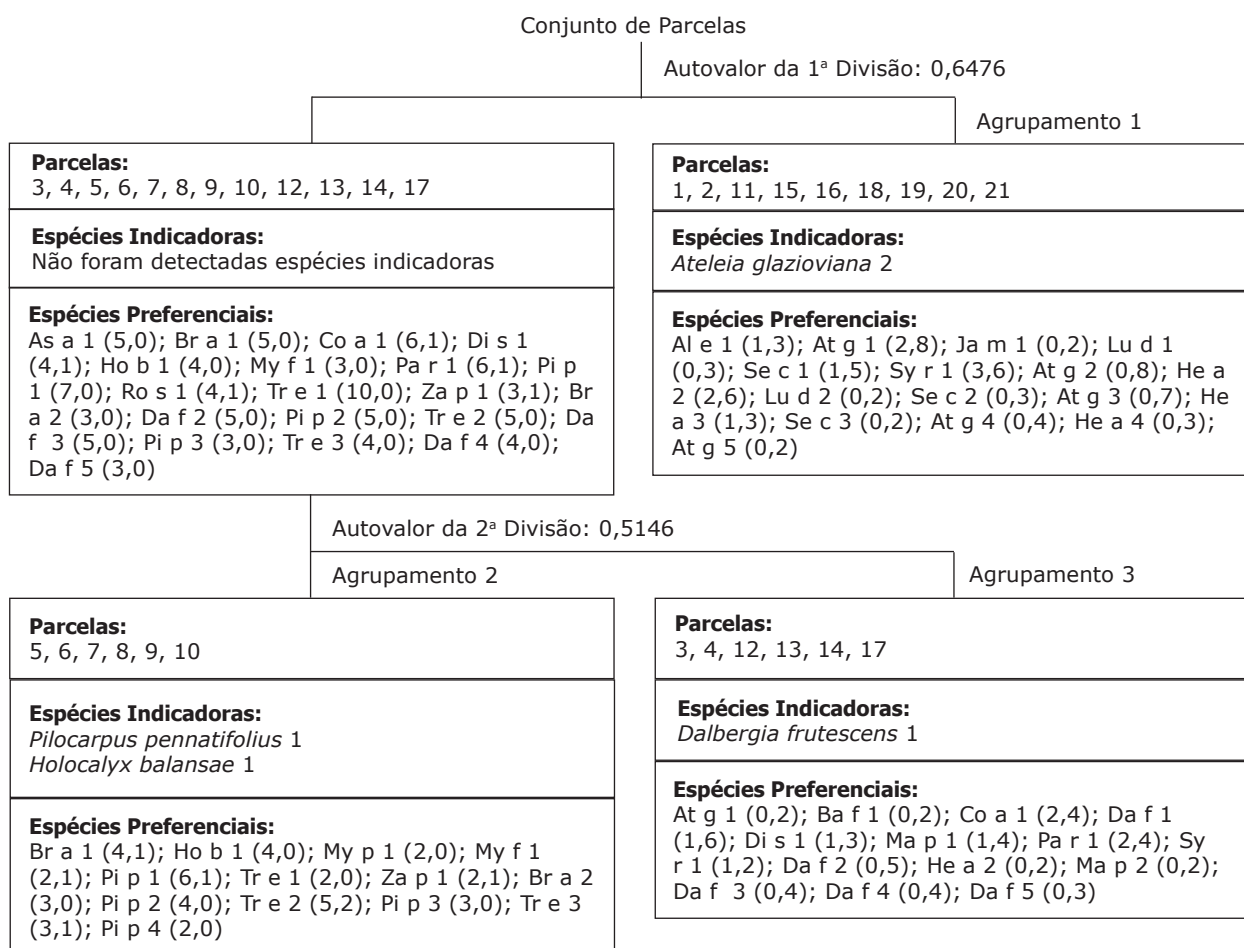 Conjunto de Parcelas
Autovalor da 1ª Divisão: 0,6476
Agrupamento 1
Parcelas:
3, 4, 5, 6, 7, 8, 9, 10, 12, 13, 14, 17
Espécies Indicadoras:
Não foram detectadas espécies indicadoras
Espécies Preferenciais:
As a 1 (5,0); Br a 1 (5,0); Co a 1 (6,1); Di s 1
(4,1); Ho b 1 (4,0); My f 1 (3,0); Pa r 1 (6,1); Pi p
1 (7,0); Ro s 1 (4,1); Tr e 1 (10,0); Za p 1 (3,1); Br
a 2 (3,0); Da f 2 (5,0); Pi p 2 (5,0); Tr e 2 (5,0); Da
f 3 (5,0); Pi p 3 (3,0); Tr e 3 (4,0); Da f 4 (4,0);
Da f 5 (3,0)
Parcelas:
1, 2, 11, 15, 16, 18, 19, 20, 21
Espécies Indicadoras:
Ateleia glazioviana 2
Espécies Preferenciais:
Al e 1 (1,3); At g 1 (2,8); Ja m 1 (0,2); Lu d 1
(0,3); Se c 1 (1,5); Sy r 1 (3,6); At g 2 (0,8); He a
2 (2,6); Lu d 2 (0,2); Se c 2 (0,3); At g 3 (0,7); He
a 3 (1,3); Se c 3 (0,2); At g 4 (0,4); He a 4 (0,3);
At g 5 (0,2)
Autovalor da 2ª Divisão: 0,5146
Agrupamento 2
Agrupamento 3
Parcelas:
5, 6, 7, 8, 9, 10
Espécies Indicadoras:
Pilocarpus pennatifolius 1
Holocalyx balansae 1
Espécies Preferenciais:
Br a 1 (4,1); Ho b 1 (4,0); My p 1 (2,0); My f 1
(2,1); Pi p 1 (6,1); Tr e 1 (2,0); Za p 1 (2,1); Br a 2
(3,0); Pi p 2 (4,0); Tr e 2 (5,2); Pi p 3 (3,0); Tr e 3
(3,1); Pi p 4 (2,0)
Parcelas:
3, 4, 12, 13, 14, 17
Espécies Indicadoras:
Dalbergia frutescens 1
Espécies Preferenciais:
At g 1 (0,2); Ba f 1 (0,2); Co a 1 (2,4); Da f 1
(1,6); Di s 1 (1,3); Ma p 1 (1,4); Pa r 1 (2,4); Sy
r 1 (1,2); Da f 2 (0,5); He a 2 (0,2); Ma p 2 (0,2);
Da f 3 (0,4); Da f 4 (0,4); Da f 5 (0,3)